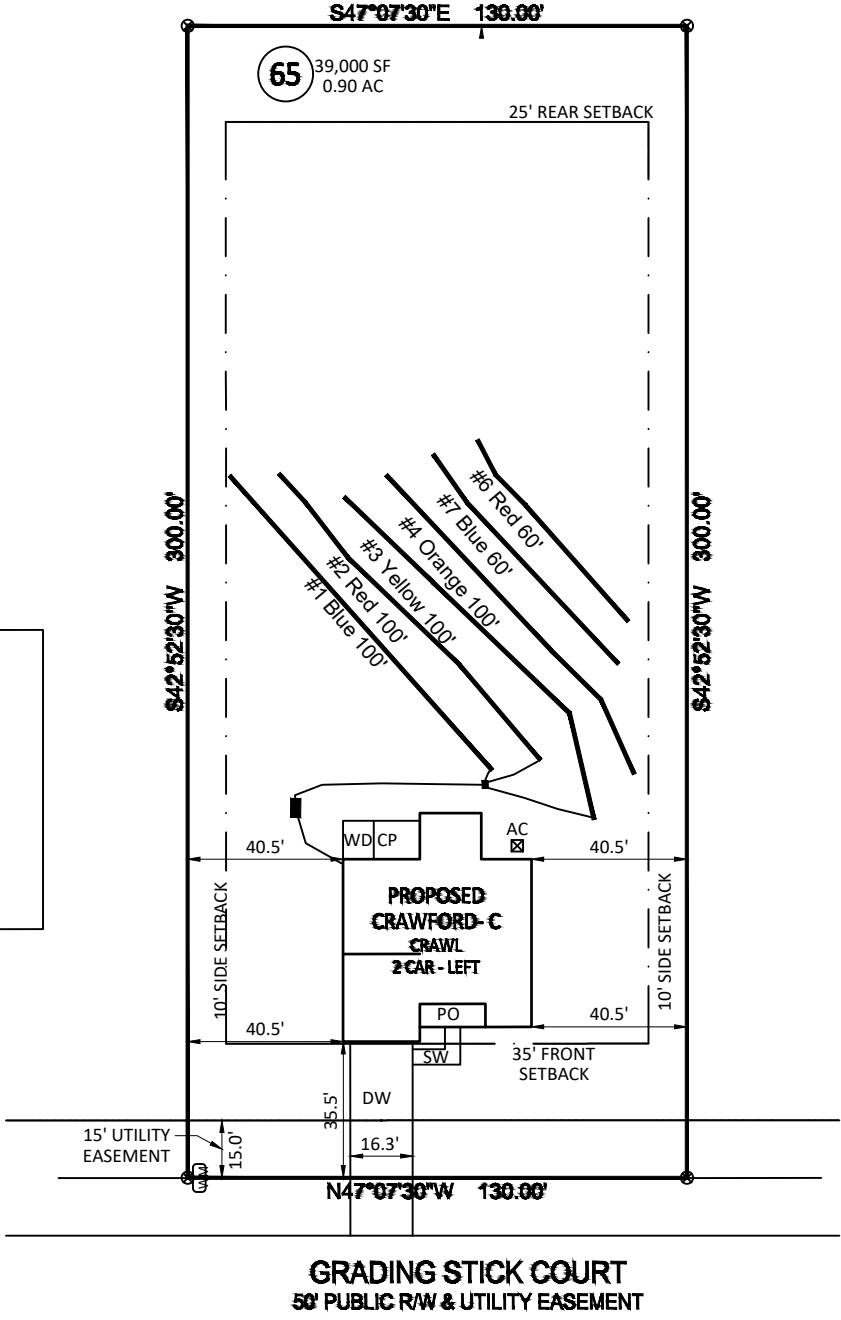 S47°07'30"E 130.00'
65
39,000 SF
0.90 AC
25' REAR SETBACK
S42°52'30"W 300.00'
S42°52'30"W 300.00'
#6 Red 60'
#7 Blue 60'
#4 Orange 100'
#3 Yellow 100'
#2 Red 100'
#1 Blue 100'
AC
WD CP
40.5'
40.5'
PROPOSED
CRAWFORD- C
CRAWL
2 CAR - LEFT
10' SIDE SETBACK
10' SIDE SETBACK
PO
40.5'
40.5'
SW
35' FRONT
SETBACK
35.5'
DW
15' UTILITY
EASEMENT
15.0'
16.3'
WM
N47°07'30"W 130.00'
GRADING STICK COURT
50' PUBLIC R/W & UTILITY EASEMENT